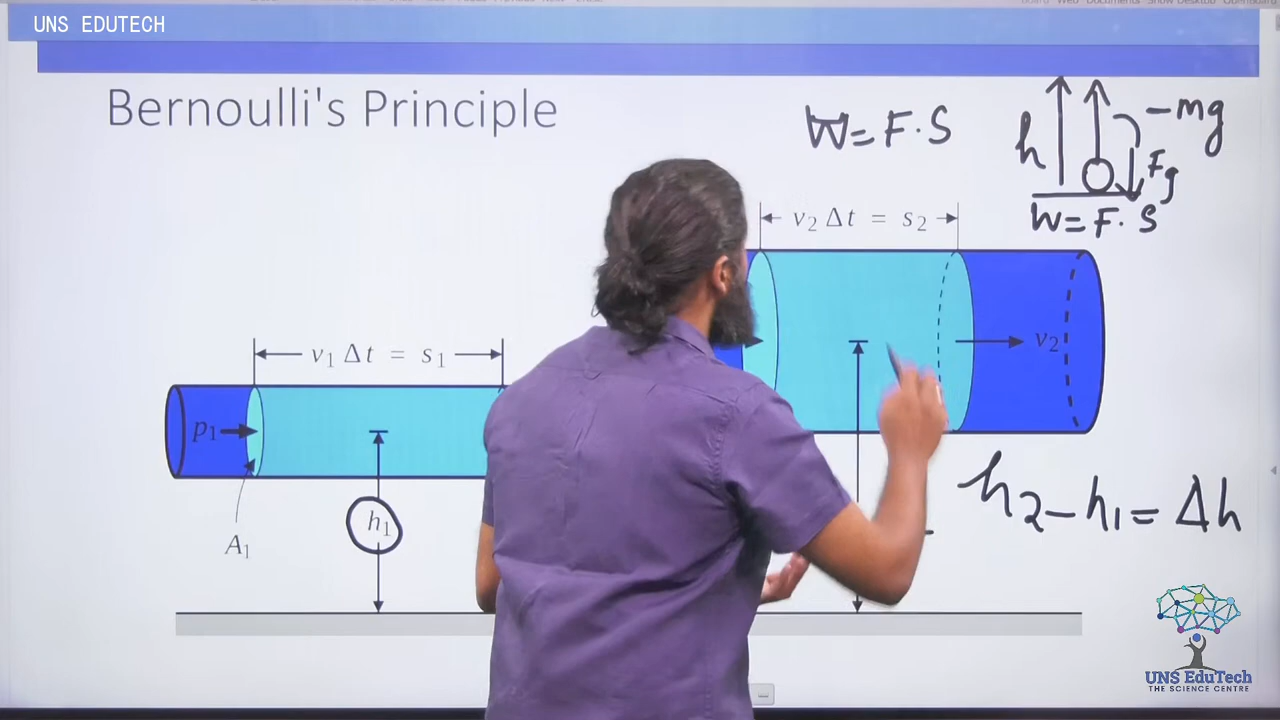 UNS EDUTECH
Bernoulli's Principle
W = F · S
h
-mg
Fg
W = F · S
v₂ Δt = s₂
v₂
v₁ Δt = s₁
p₁
h₁
A₁
h₂ - h₁ = Δh
UNS EduTech
THE SCIENCE CENTRE